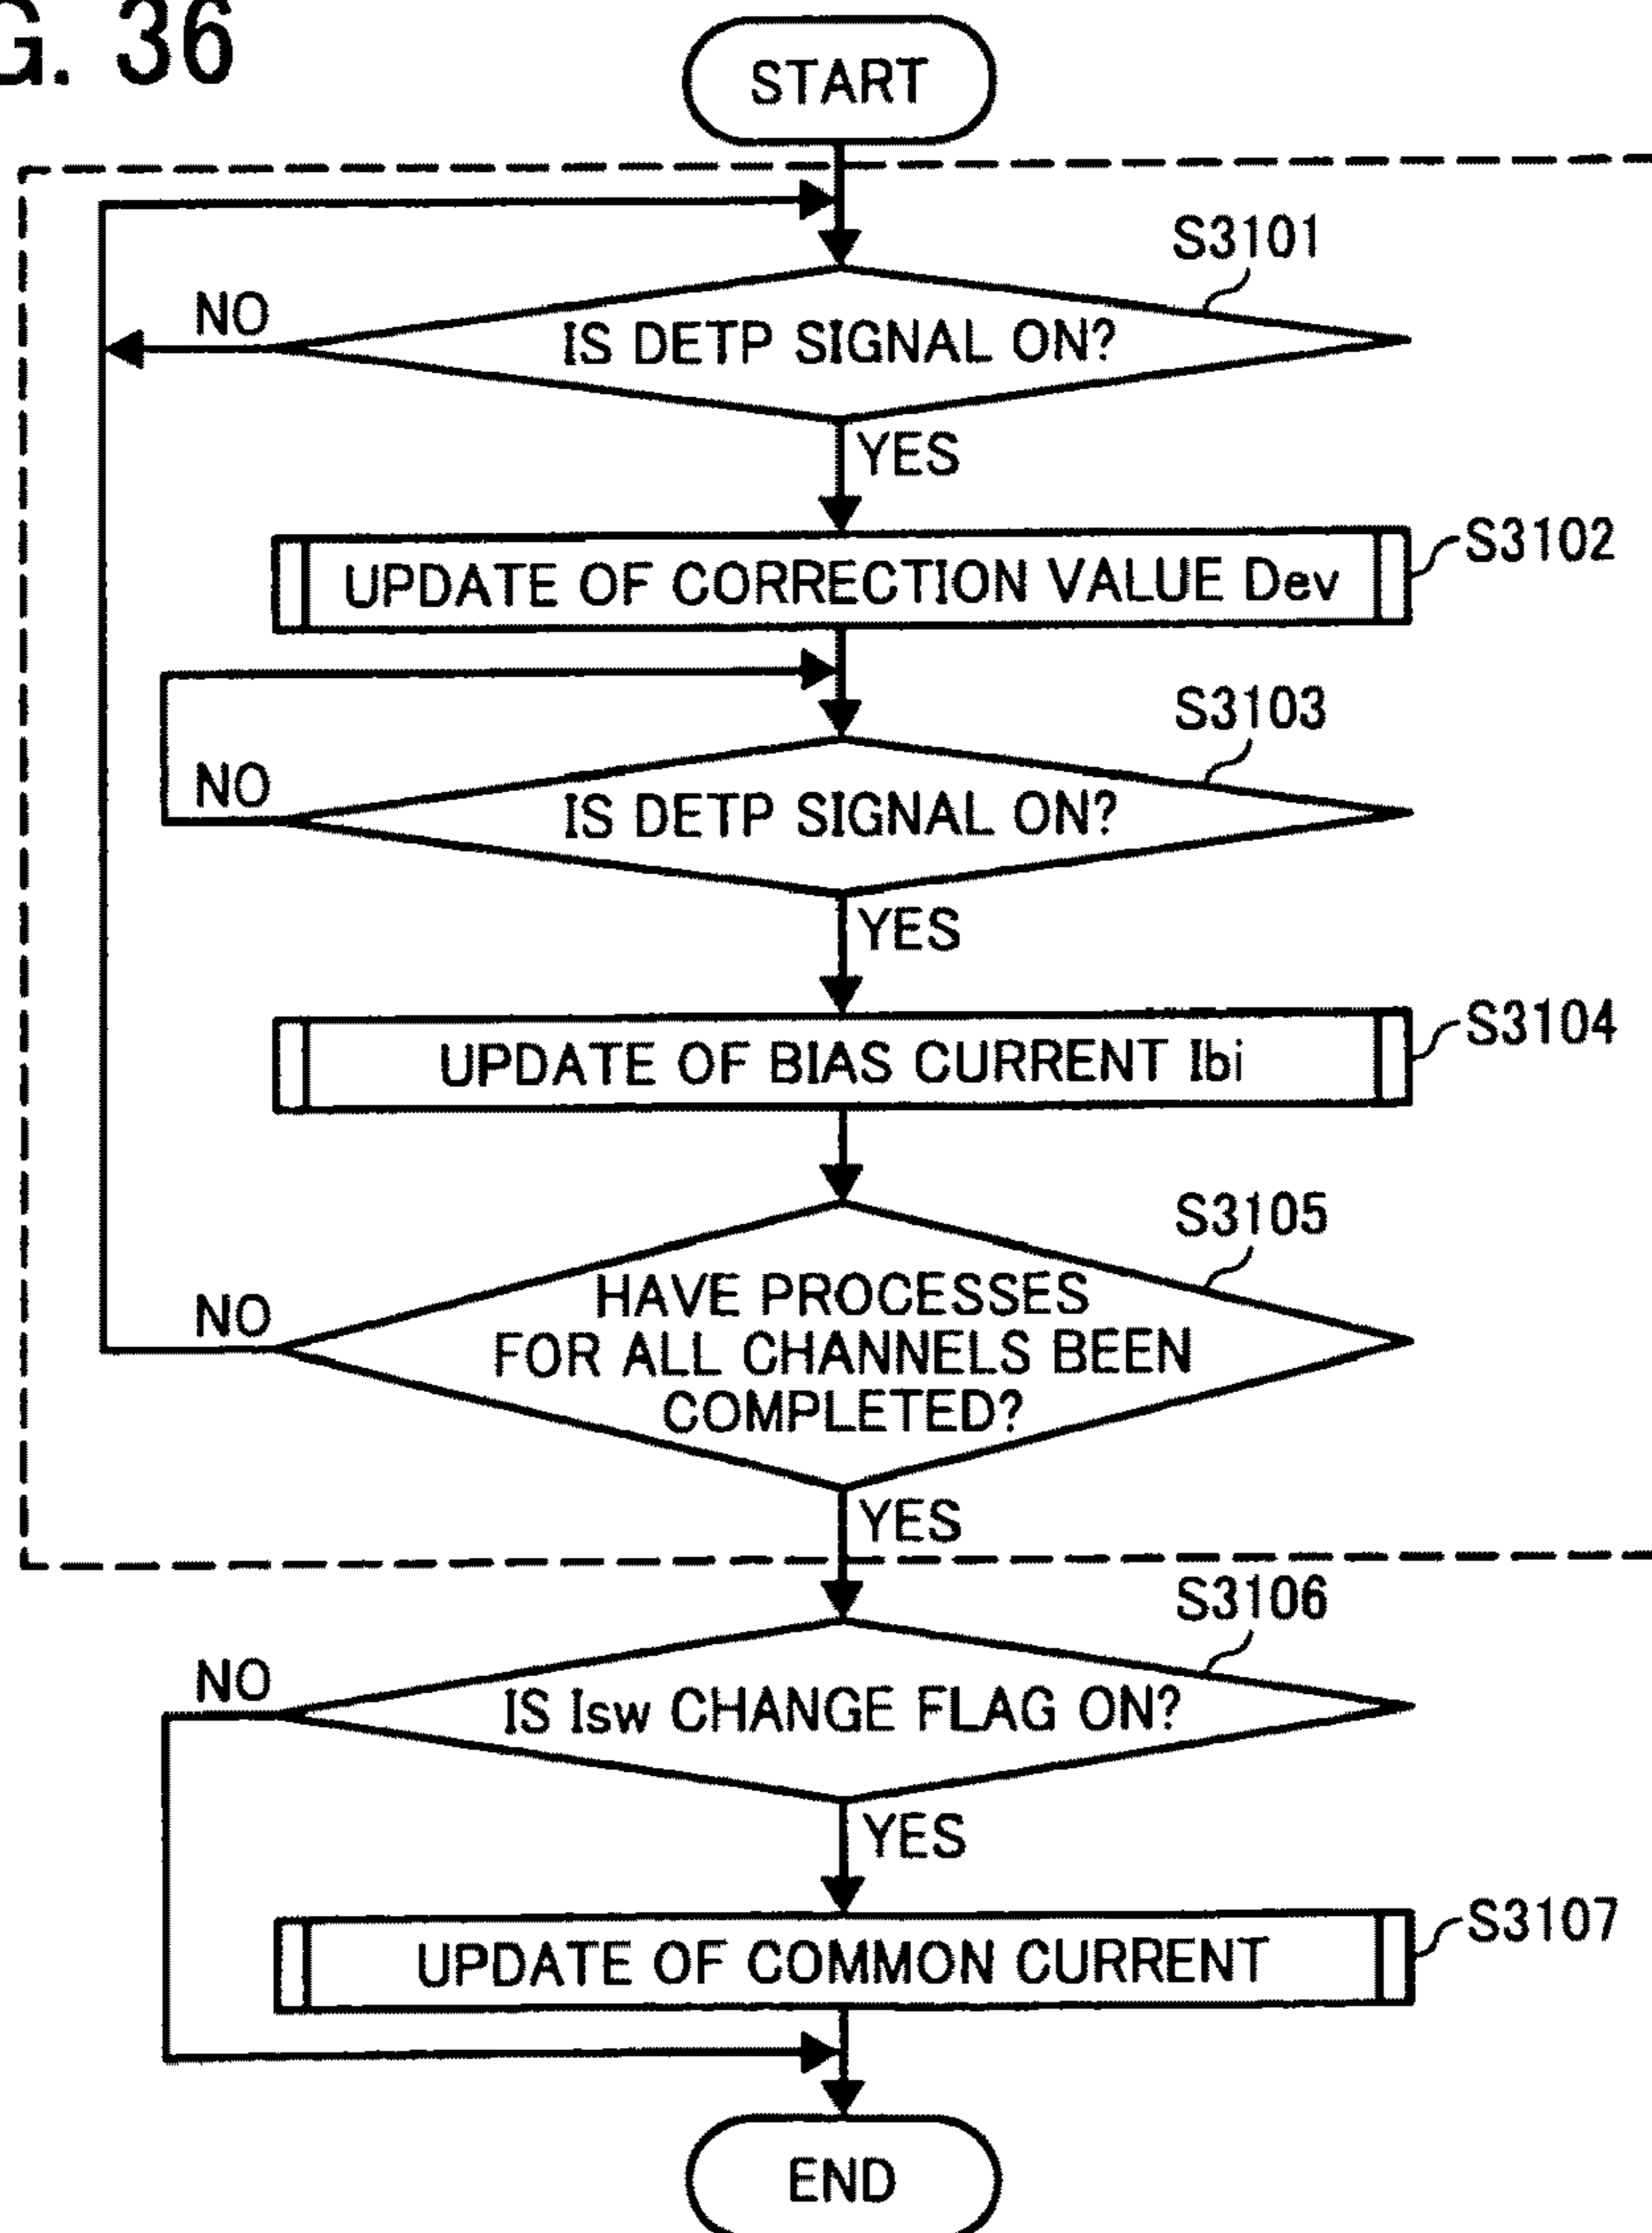 G. 36
START
S3101
NO
IS DETP SIGNAL ON?
YES
UPDATE OF CORRECTION VALUE Dev
S3102
S3103
NO
IS DETP SIGNAL ON?
YES
UPDATE OF BIAS CURRENT Ibi
S3104
S3105
NO
HAVE PROCESSES
FOR ALL CHANNELS BEEN
COMPLETED?
YES
S3106
NO
IS Isw CHANGE FLAG ON?
YES
UPDATE OF COMMON CURRENT
S3107
END